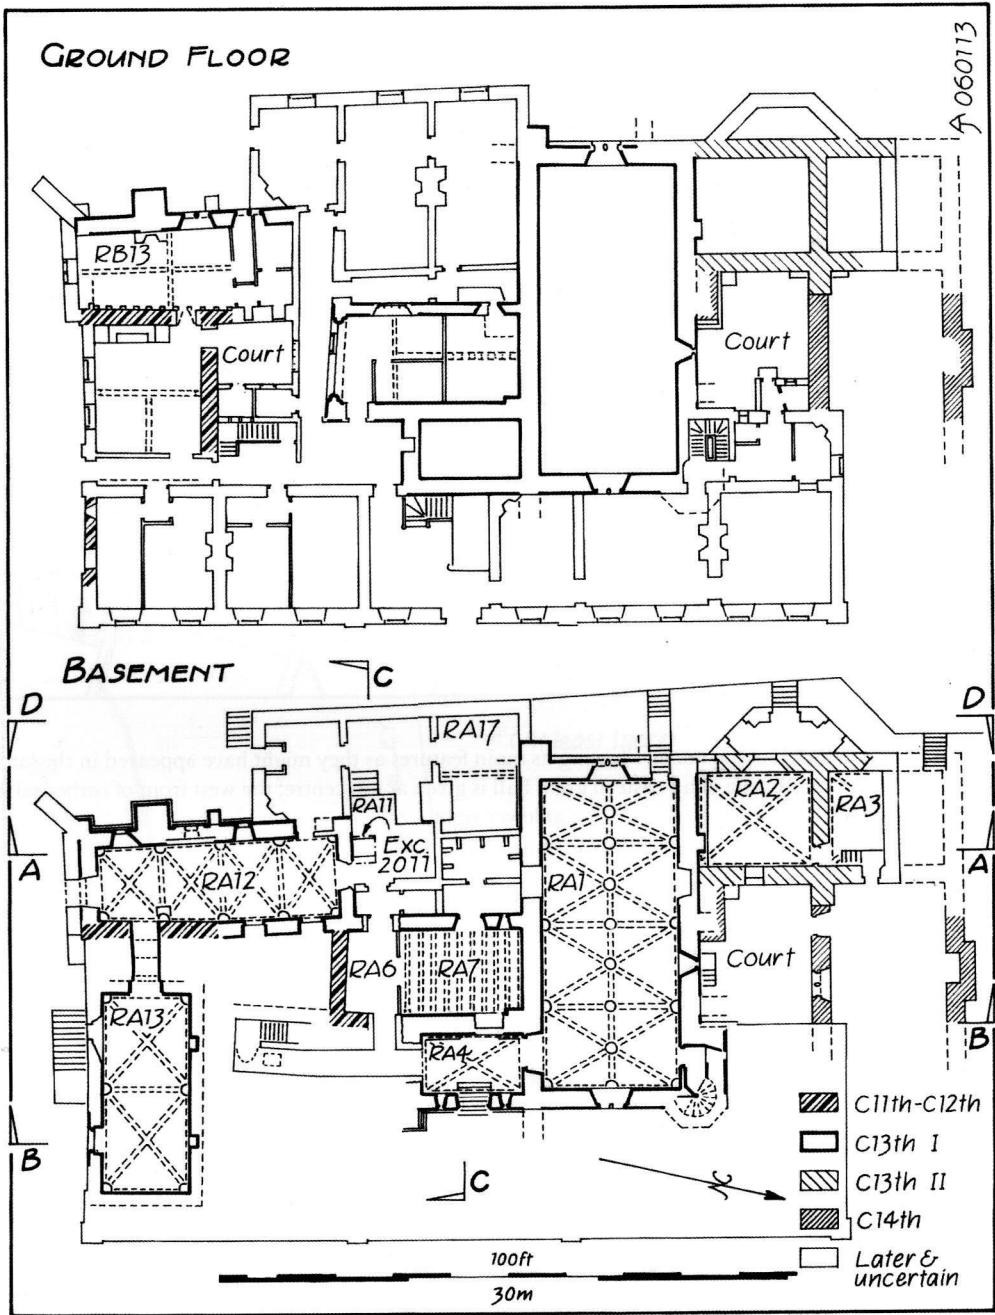 GROUND FLOOR
060113
RB13
Court
Court
BASEMENT
C
D
D
RA17
RA11
Exc.
2011
RA2
RA3
A
A
RA12
RA1
RA6
RA7
Court
RA13
RA4
B
B
C
N
C11th-C12th
C13th I
C13th II
C14th
Later &
uncertain
100ft
30m